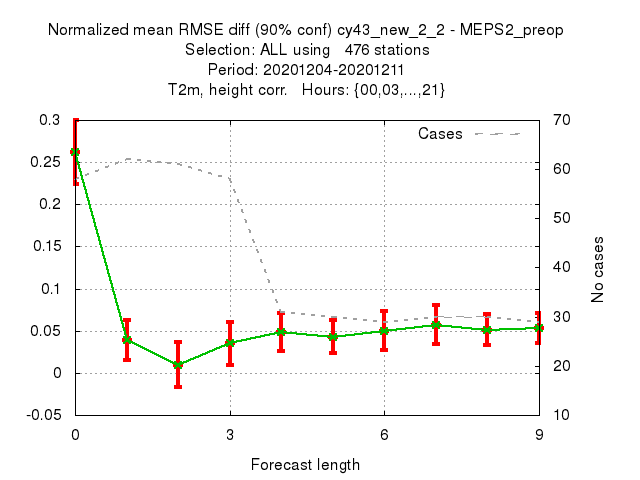 Normalized mean RMSE diff (90% conf) cy43_new_2_2 - MEPS2_preop
Selection: ALL using 476 stations
Period: 20201204-20201211
T2m, height corr. Hours: {00,03,...,21}
Cases
0.3
0.25
0.2
0.15
0.1
0.05
0
-0.05
70
60
50
40
30
20
10
No cases
0 3 6 9
Forecast length